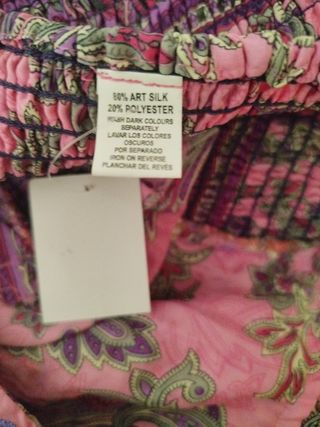 80% ART SILK
20% POLYESTER
WASH DARK COLOURS
SEPARATELY
LAVAR LOS COLORES
OSCUROS
POR SEPARADO
IRON ON REVERSE
PLANCHAR DEL REVES